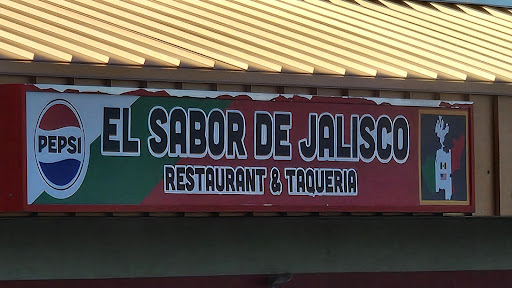 PEPSI
EL SABOR DE JALISCO
RESTAURANT & TAQUERIA